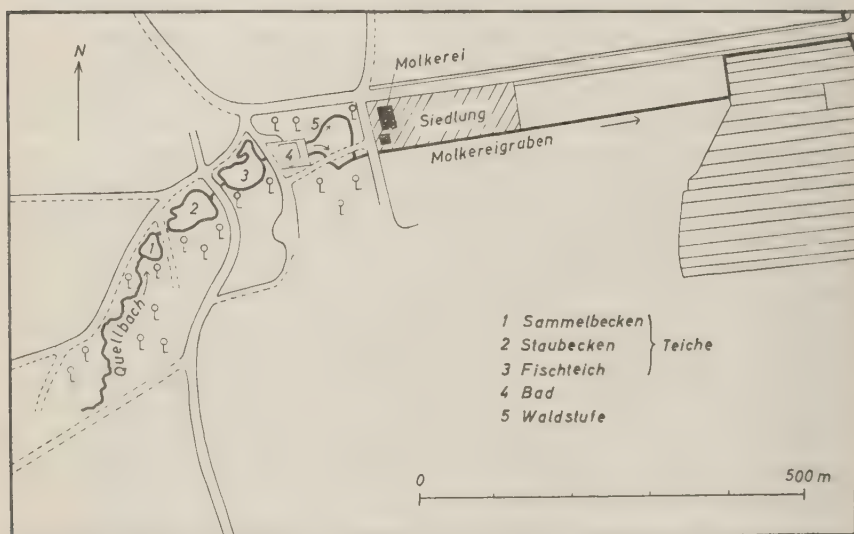 N
Molkerei
Siedlung
5
4
Molkereigraben
3
2
1
Quellbach
1 Sammelbecken
2 Staubecken
3 Fischteich
Teiche
4 Bad
5 Waldstufe
0 500 m